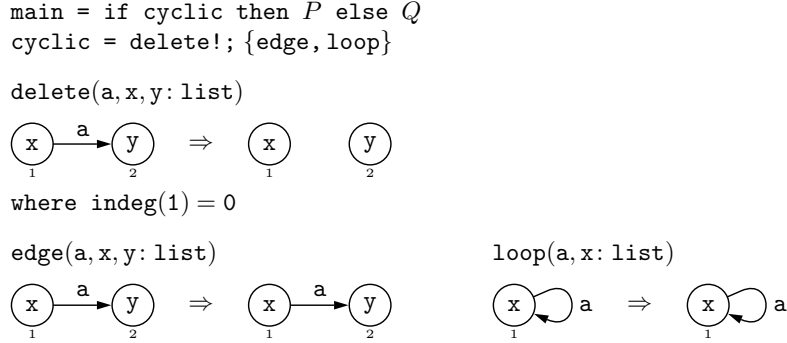 main = if cyclic then P else Q
cyclic = delete!; {edge, loop}
delete(a, x, y: list)
x a y ⇒ x y
1 2 1 2
where indeg(1) = 0
edge(a, x, y: list) loop(a, x: list)
x a y ⇒ x a y x a ⇒ x a
1 2 1 2 1 1